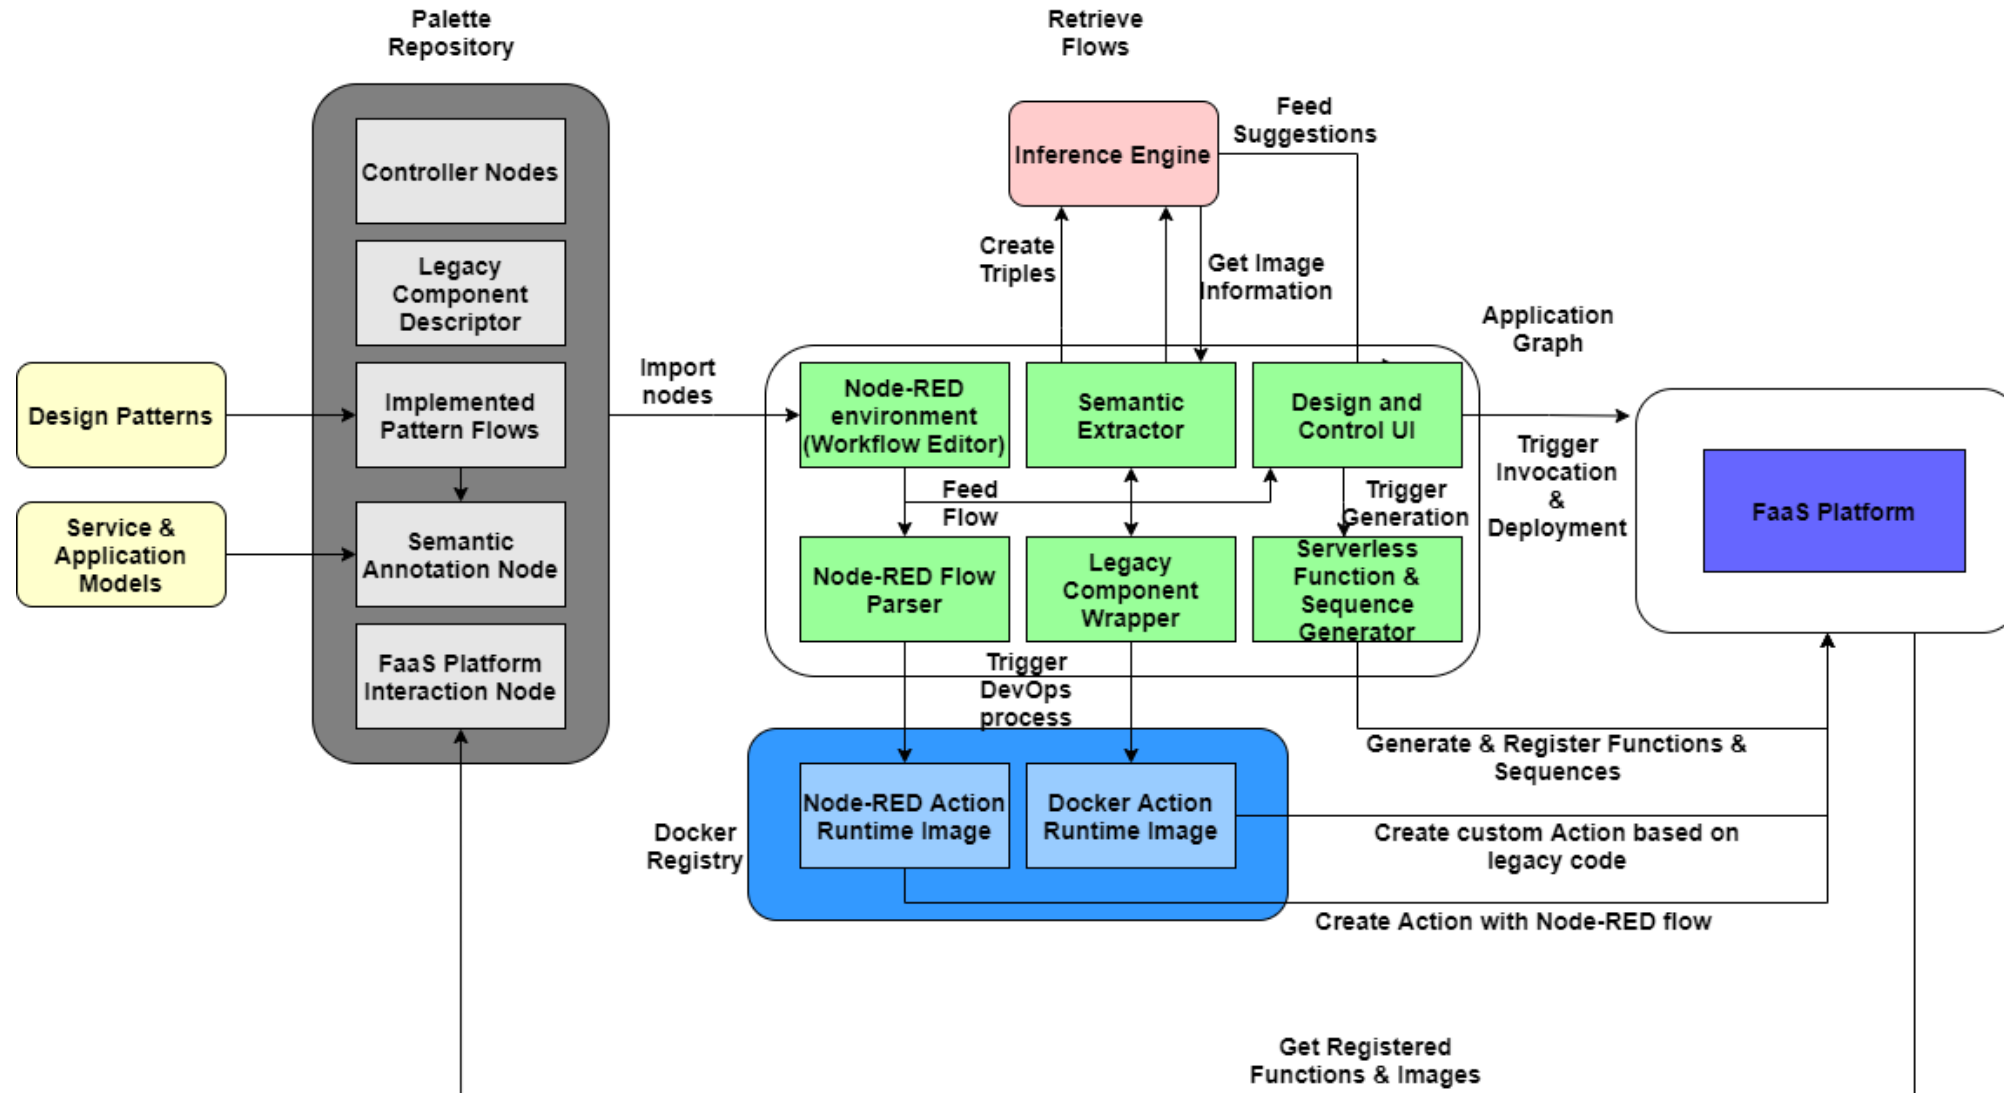 Palette
Repository
Retrieve
Flows
Controller Nodes
Legacy
Component
Descriptor
Implemented
Pattern Flows
Semantic
Annotation Node
FaaS Platform
Interaction Node
Design Patterns
Service &
Application
Models
Import
nodes
Inference Engine
Feed
Suggestions
Create
Triples
Get Image
Information
Application
Graph
Node-RED
environment
(Workflow Editor)
Semantic
Extractor
Design and
Control UI
Feed
Flow
Trigger
Generation
Trigger
Invocation
&
Deployment
FaaS Platform
Node-RED Flow
Parser
Legacy
Component
Wrapper
Serverless
Function &
Sequence
Generator
Trigger
DevOps
process
Generate & Register Functions &
Sequences
Docker
Registry
Node-RED Action
Runtime Image
Docker Action
Runtime Image
Create custom Action based on
legacy code
Create Action with Node-RED flow
Get Registered
Functions & Images